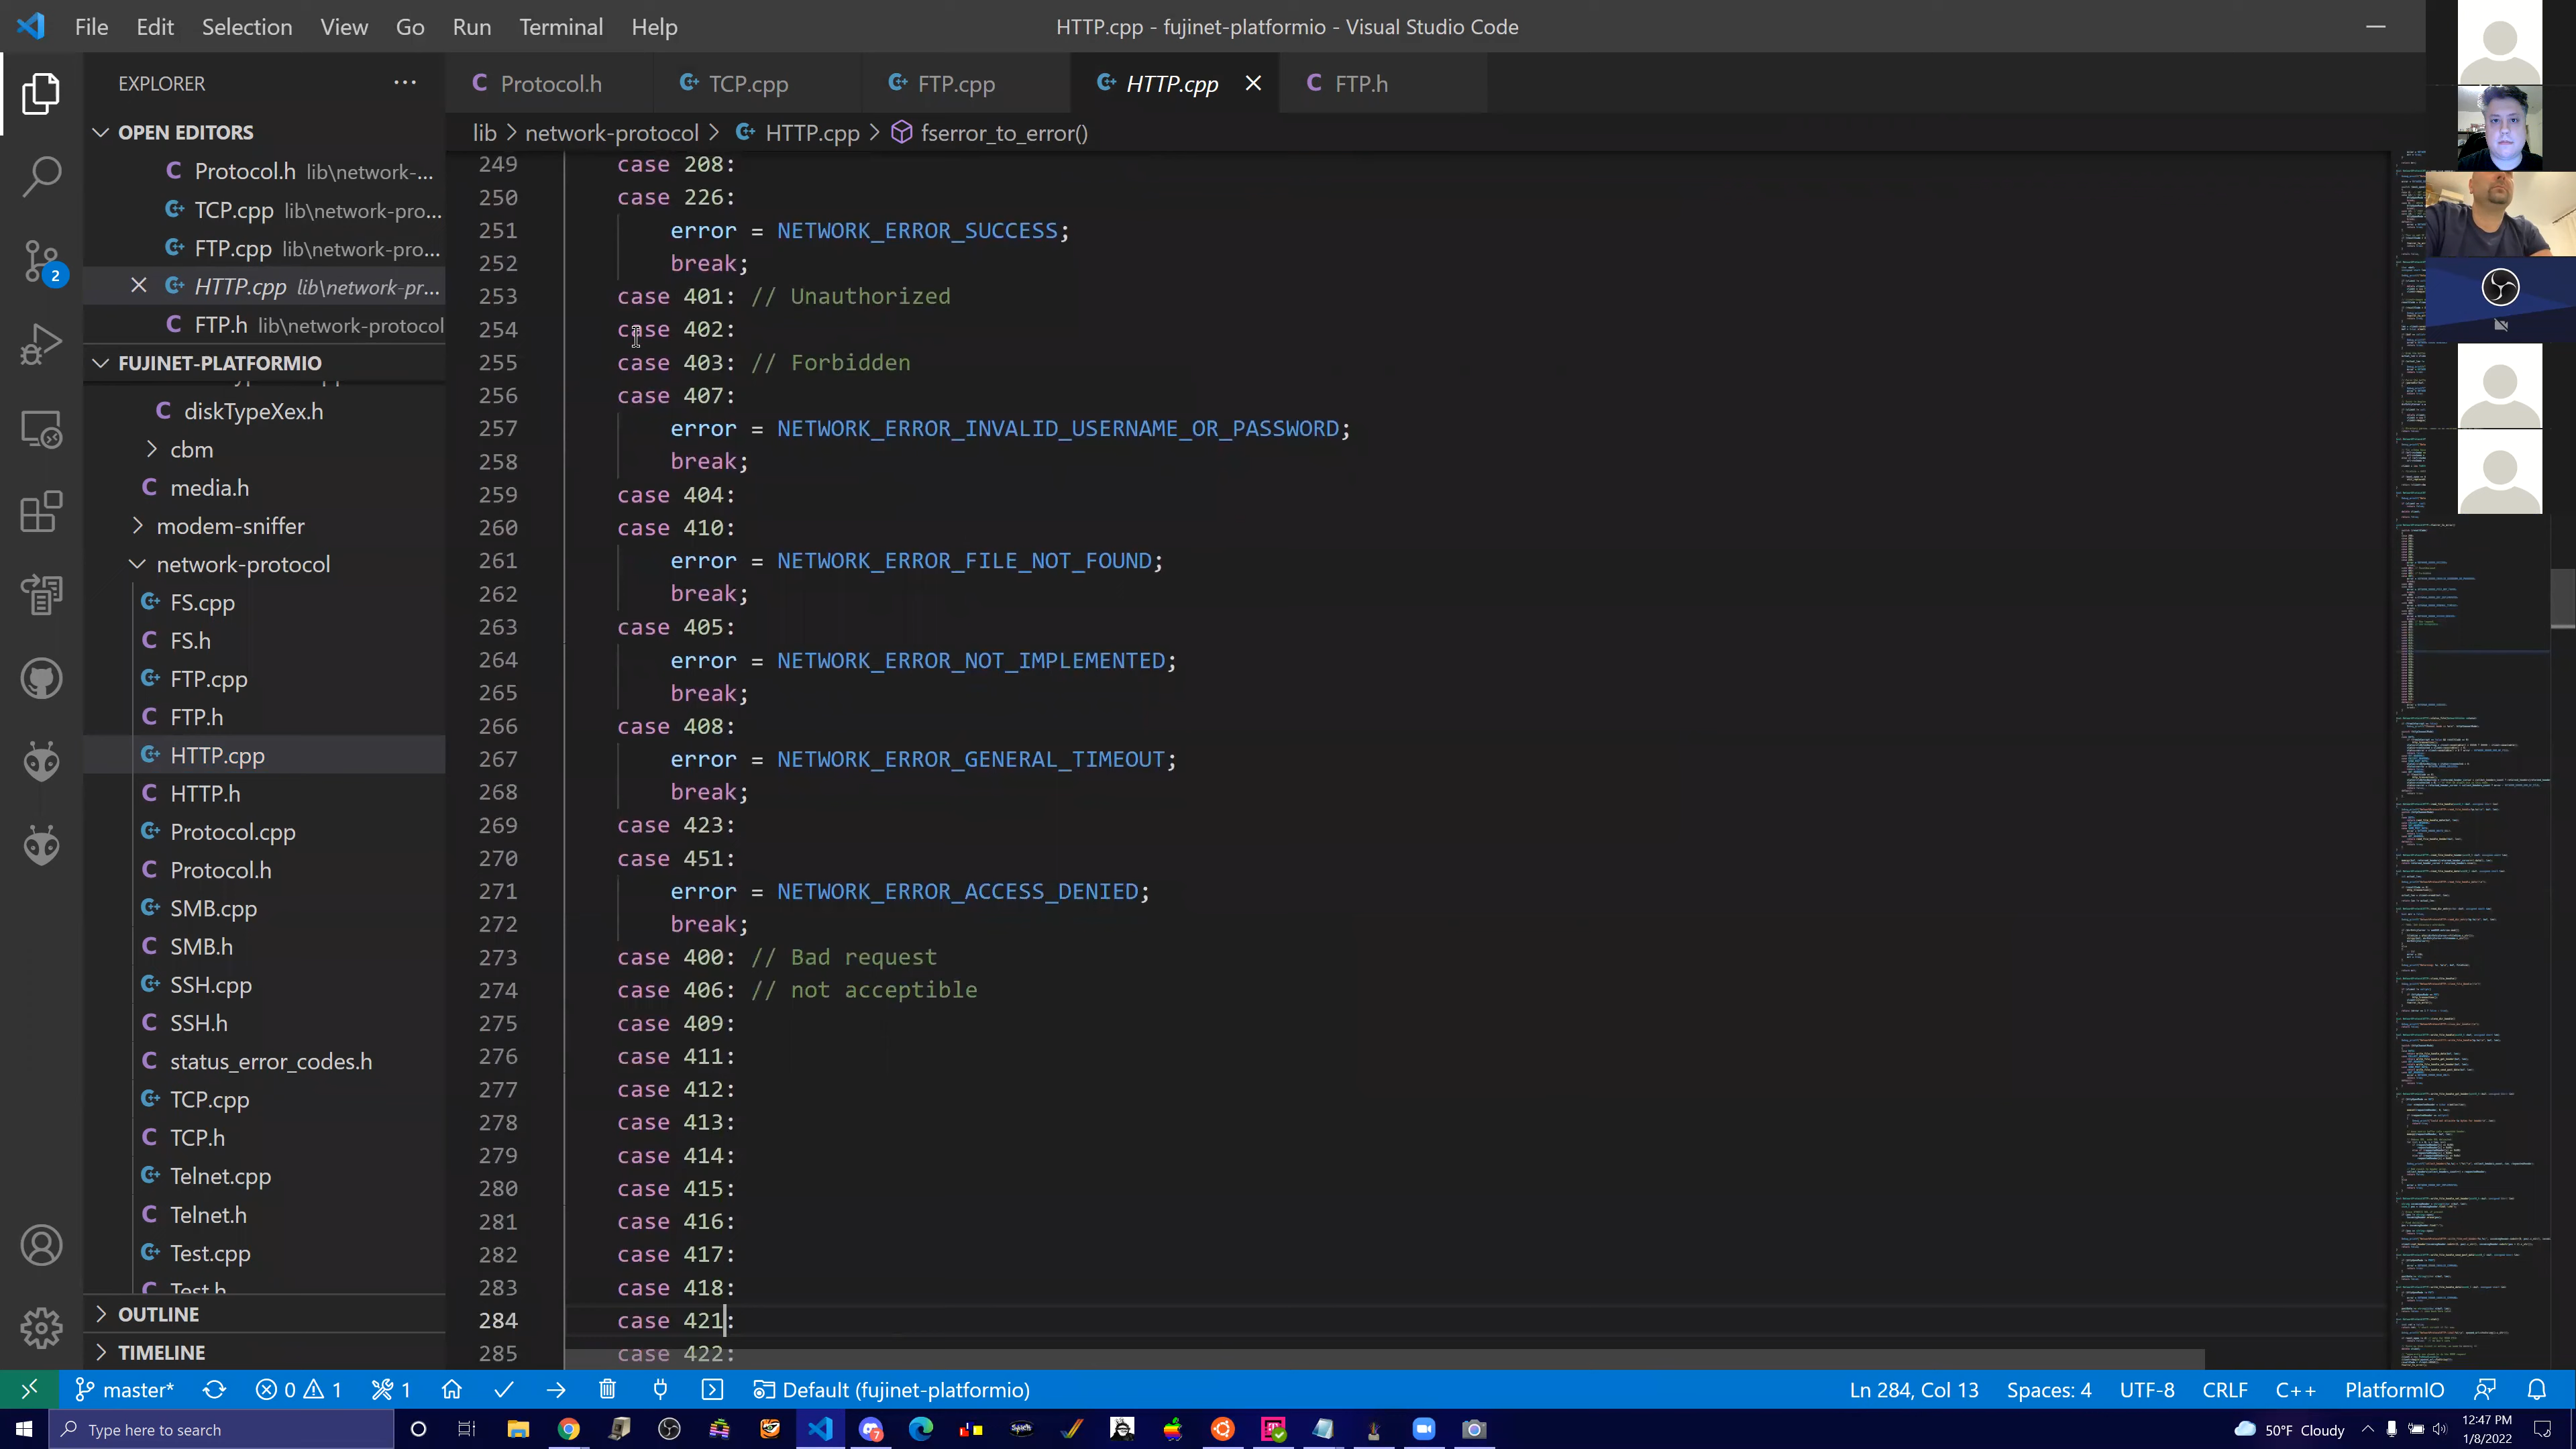 File Edit Selection View Go Run Terminal Help
HTTP.cpp - fujinet-platformio - Visual Studio Code
EXPLORER
Protocol.h
TCP.cpp
FTP.cpp
HTTP.cpp
FTP.h
lib > network-protocol > HTTP.cpp > fserror_to_error()
OPEN EDITORS
Protocol.h lib\network-...
TCP.cpp lib\network-pro...
FTP.cpp lib\network-pro...
HTTP.cpp lib\network-pr...
FTP.h lib\network-protocol
2
FUJINET-PLATFORMIO
diskTypeXex.h
cbm
media.h
modem-sniffer
network-protocol
FS.cpp
FS.h
FTP.cpp
FTP.h
HTTP.cpp
HTTP.h
Protocol.cpp
Protocol.h
SMB.cpp
SMB.h
SSH.cpp
SSH.h
status_error_codes.h
TCP.cpp
TCP.h
Telnet.cpp
Telnet.h
Test.cpp
Test.h
OUTLINE
TIMELINE
249 case 208:
250 case 226:
251 error = NETWORK_ERROR_SUCCESS;
252 break;
253 case 401: // Unauthorized
254 case 402:
255 case 403: // Forbidden
256 case 407:
257 error = NETWORK_ERROR_INVALID_USERNAME_OR_PASSWORD;
258 break;
259 case 404:
260 case 410:
261 error = NETWORK_ERROR_FILE_NOT_FOUND;
262 break;
263 case 405:
264 error = NETWORK_ERROR_NOT_IMPLEMENTED;
265 break;
266 case 408:
267 error = NETWORK_ERROR_GENERAL_TIMEOUT;
268 break;
269 case 423:
270 case 451:
271 error = NETWORK_ERROR_ACCESS_DENIED;
272 break;
273 case 400: // Bad request
274 case 406: // not acceptible
275 case 409:
276 case 411:
277 case 412:
278 case 413:
279 case 414:
280 case 415:
281 case 416:
282 case 417:
283 case 418:
284 case 421:
285 case 422:
master* 0 1 1 Default (fujinet-platformio) Ln 284, Col 13 Spaces: 4 UTF-8 CRLF C++ PlatformIO
Type here to search
50°F Cloudy
12:47 PM
1/8/2022